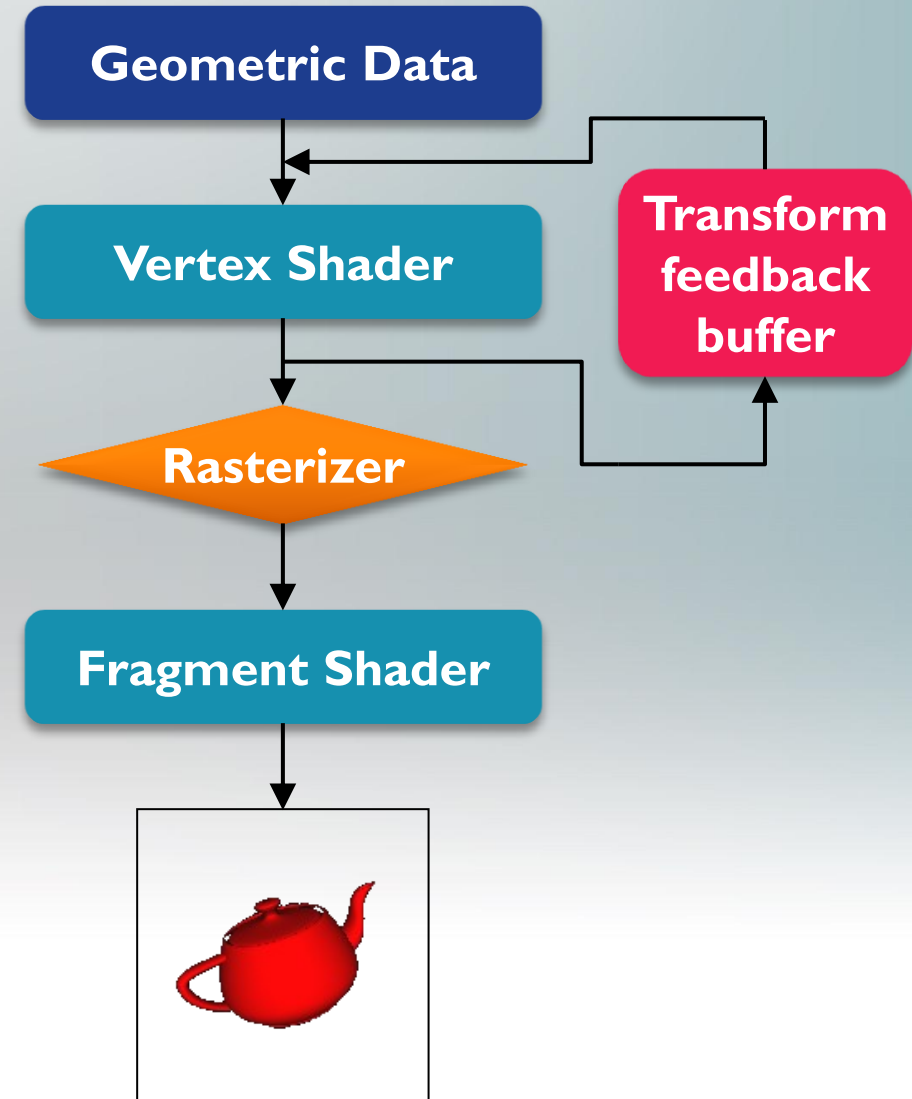 Geometric Data
Vertex Shader
Transform
feedback
buffer
Rasterizer
Fragment Shader